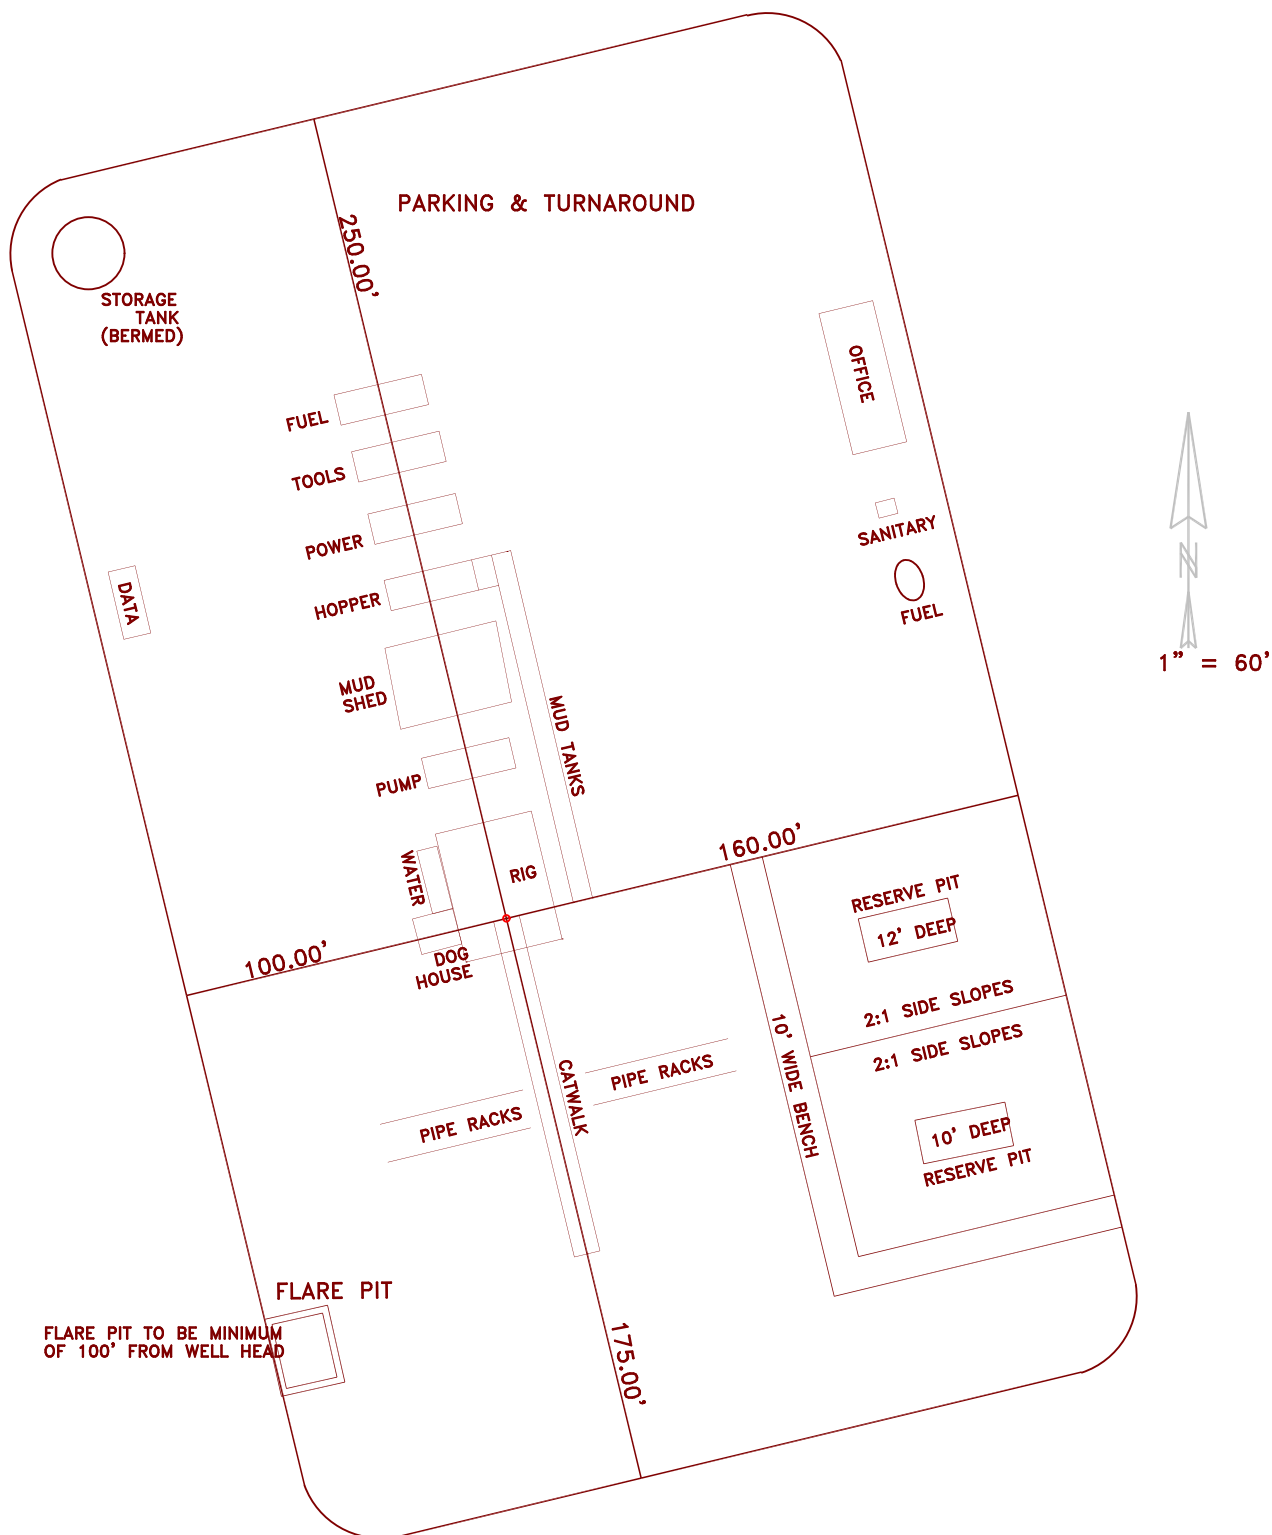 PARKING & TURNAROUND
250.00'
STORAGE
TANK
(BERMED)
OFFICE
FUEL
TOOLS
SANITARY
POWER
DATA
HOPPER
FUEL
N
1" = 60'
MUD
SHED
MUD TANKS
PUMP
160.00'
WATER
RIG
RESERVE PIT
12' DEEP
100.00'
DOG
HOUSE
2:1 SIDE SLOPES
2:1 SIDE SLOPES
10' WIDE BENCH
CATWALK
PIPE RACKS
PIPE RACKS
10' DEEP
RESERVE PIT
FLARE PIT
FLARE PIT TO BE MINIMUM
OF 100' FROM WELL HEAD
175.00'